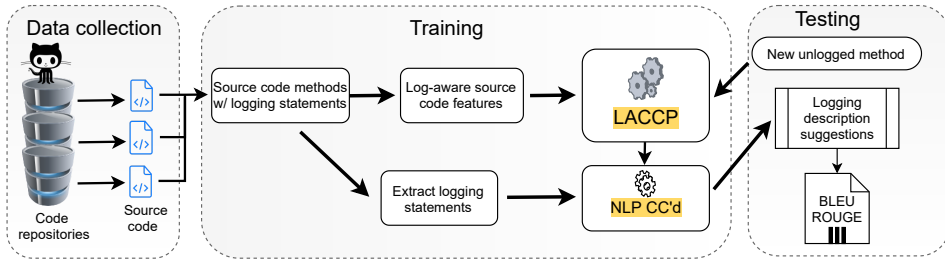 Data collection
Code
repositories
</>
</>
</>
Source
code
Training
Source code methods
w/ logging statements
Log-aware source
code features
LACCP
Extract logging
statements
NLP CC'd
Testing
New unlogged method
Logging
description
suggestions
BLEU
ROUGE